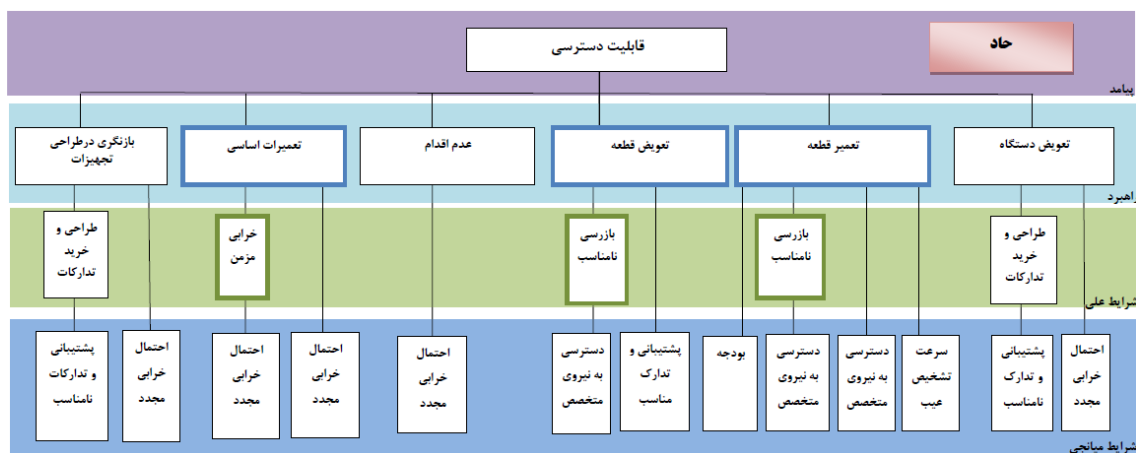 حاد
قابلیت دسترسی
پیامد
تعویض دستگاه
تعمیر قطعه
تعویض قطعه
عدم اقدام
تعمیرات اساسی
بازنگری درطراحی
تجهیزات
راهبرد
طراحی و
خرید
تدارکات
بازرسی
نامناسب
بازرسی
نامناسب
خرابی
مزمن
طراحی و
خرید
تدارکات
شرایط علی
احتمال
خرابی
مجدد
پشتیبانی
و تدارک
نامناسب
سرعت
تشخیص
عیب
دسترسی
به نیروی
متخصص
دسترسی
به نیروی
متخصص
بودجه
پشتیبانی و
تدارک
مناسب
دسترسی
به نیروی
متخصص
احتمال
خرابی
مجدد
احتمال
خرابی
مجدد
احتمال
خرابی
مجدد
احتمال
خرابی
مجدد
پشتیبانی
و تدارکات
نامناسب
شرایط میانجی